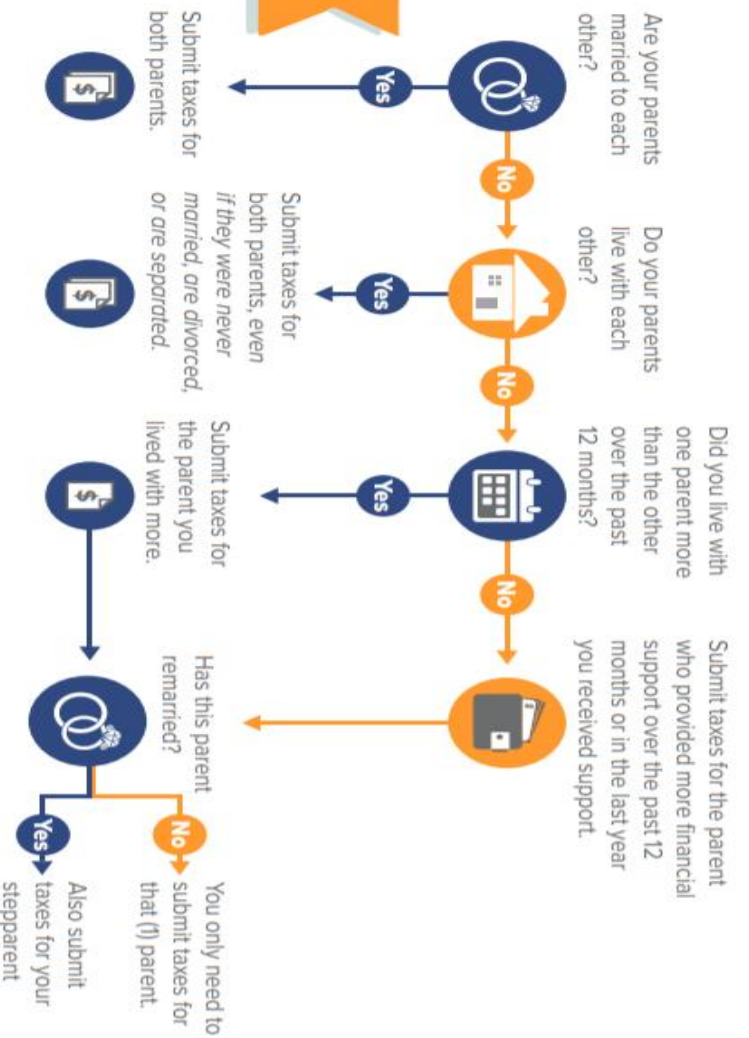 Are your parents
married to each
other?
Yes
Submit taxes for
both parents.
No
Do your parents
live with each
other?
Yes
Submit taxes for
both parents, even
if they were never
married, are divorced,
or are separated.
No
Did you live with
one parent more
than the other
over the past
12 months?
Yes
Submit taxes for
the parent you
lived with more.
No
Submit taxes for the parent
who provided more financial
support over the past 12
months or in the last year
you received support.
Has this parent
remarried?
No
You only need to
submit taxes for
that (1) parent.
Yes
Also submit
taxes for your
stepparent